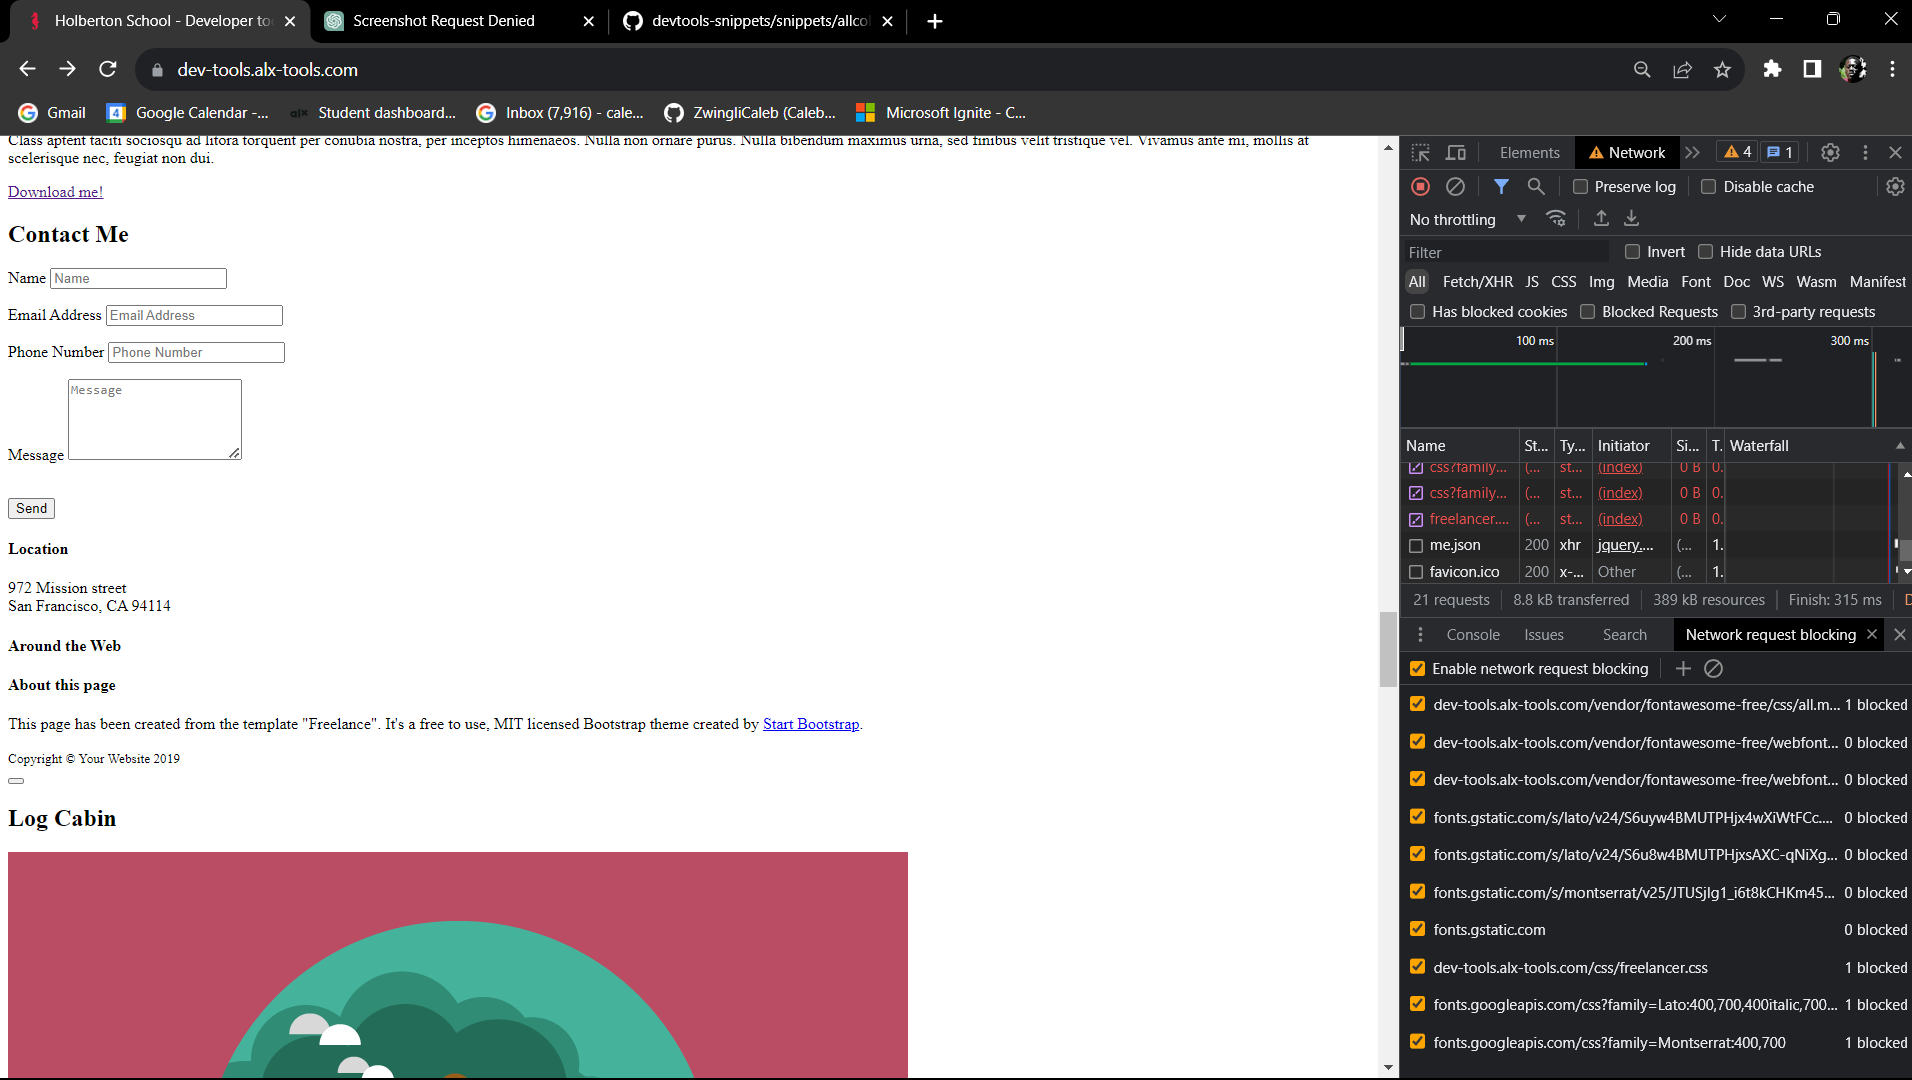 Holberton School - Developer to
Screenshot Request Denied
devtools-snippets/snippets/allcol
dev-tools.alx-tools.com
Gmail
Google Calendar -...
alx Student dashboard...
Inbox (7,916) - cale...
ZwingliCaleb (Caleb...
Microsoft Ignite - C...
Class aptent taciti sociosqu ad litora torquent per conubia nostra, per inceptos himenaeos. Nulla non ornare purus. Nulla bibendum maximus urna, sed finibus velit tristique vel. Vivamus ante mi, mollis at
scelerisque nec, feugiat non dui.
Download me!
Contact Me
Name Name
Email Address Email Address
Phone Number Phone Number
Message
Message
Send
Location
972 Mission street
San Francisco, CA 94114
Around the Web
About this page
This page has been created from the template "Freelance". It's a free to use, MIT licensed Bootstrap theme created by Start Bootstrap.
Copyright © Your Website 2019
Log Cabin
Elements Network 4 1
Preserve log Disable cache
No throttling
Filter Invert Hide data URLs
All Fetch/XHR JS CSS Img Media Font Doc WS Wasm Manifest
Has blocked cookies Blocked Requests 3rd-party requests
100 ms 200 ms 300 ms
Name St... Ty... Initiator Si... T. Waterfall
css?family... (... st... (index) 0 B 0.
css?family... (... st... (index) 0 B 0.
freelancer.... (... st... (index) 0 B 0.
me.json 200 xhr jquery.... (... 1.
favicon.ico 200 x-... Other (... 1.
21 requests 8.8 kB transferred 389 kB resources Finish: 315 ms D
Console Issues Search Network request blocking
Enable network request blocking
dev-tools.alx-tools.com/vendor/fontawesome-free/css/all.m... 1 blocked
dev-tools.alx-tools.com/vendor/fontawesome-free/webfont... 0 blocked
dev-tools.alx-tools.com/vendor/fontawesome-free/webfont... 0 blocked
fonts.gstatic.com/s/lato/v24/S6uyw4BMUTPHjx4wXiWtFCc.... 0 blocked
fonts.gstatic.com/s/lato/v24/S6u8w4BMUTPHjxsAXC-qNiXg... 0 blocked
fonts.gstatic.com/s/montserrat/v25/JTUSjIg1_i6t8kCHKm45... 0 blocked
fonts.gstatic.com 0 blocked
dev-tools.alx-tools.com/css/freelancer.css 1 blocked
fonts.googleapis.com/css?family=Lato:400,700,400italic,700... 1 blocked
fonts.googleapis.com/css?family=Montserrat:400,700 1 blocked